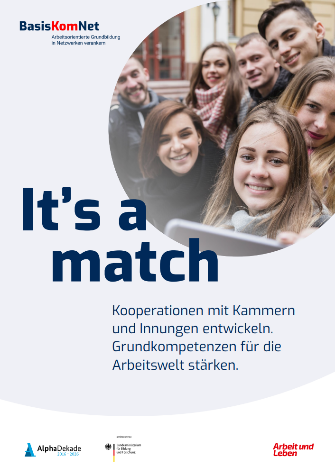 BasisKomNet
Arbeitsorientierte Grundbildung
in Netzwerken verankern
It's a
match
Kooperationen mit Kammern
und Innungen entwickeln.
Grundkompetenzen für die
Arbeitswelt stärken.
AlphaDekade
2016–2026
Arbeit und
Leben